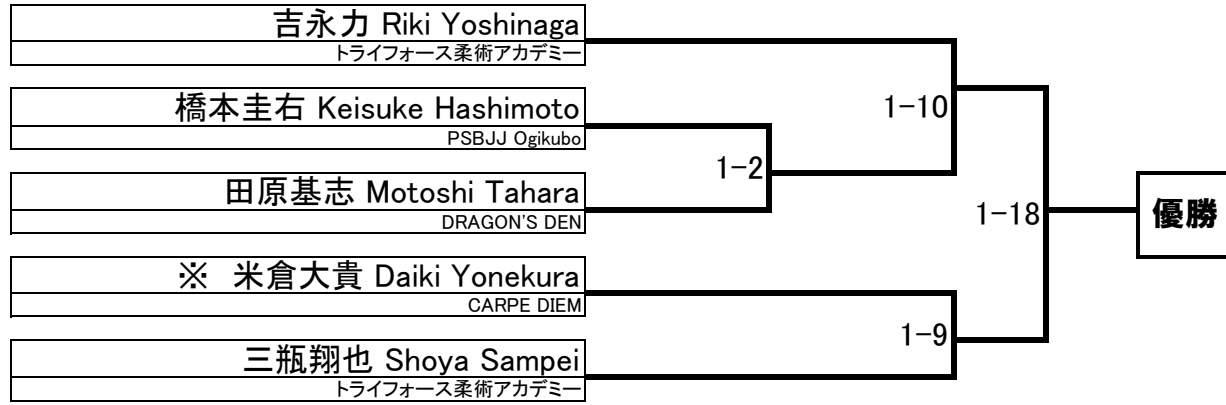 吉永力 Riki Yoshinaga
トライフォース柔術アカデミー
橋本圭右 Keisuke Hashimoto
PSBJJ Ogikubo
田原基志 Motoshi Tahara
DRAGON'S DEN
※ 米倉大貴 Daiki Yonekura
CARPE DIEM
三瓶翔也 Shoya Sampei
トライフォース柔術アカデミー
1-2
1-10
1-9
1-18
優勝